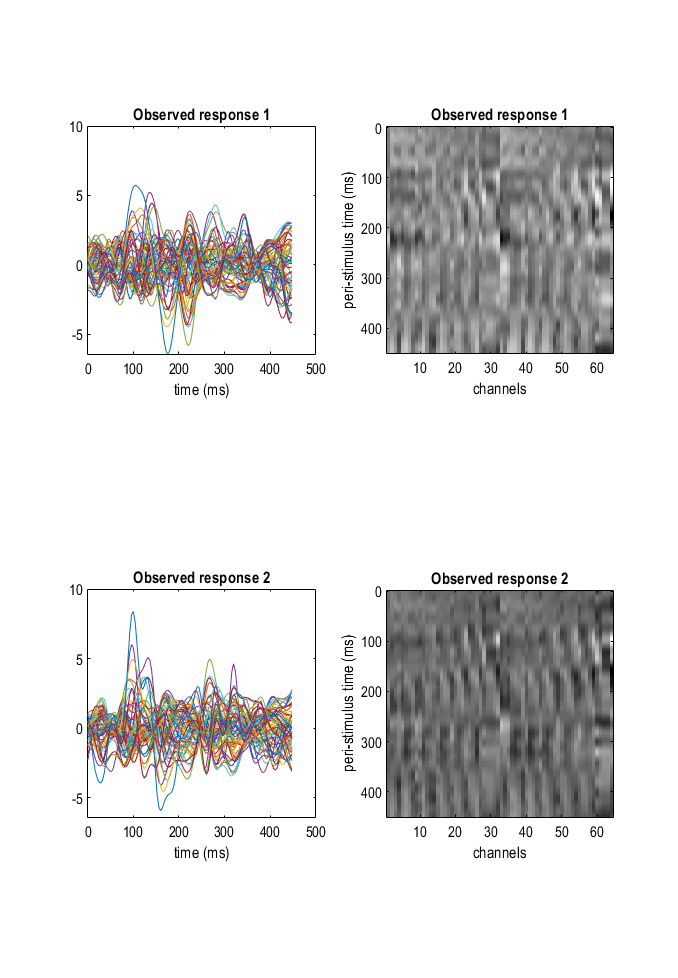 Observed response 1
10
5
0
-5
0 100 200 300 400 500
time (ms)
Observed response 1
0
100
200
300
400
peri-stimulus time (ms)
10 20 30 40 50 60
channels
Observed response 2
10
5
0
-5
0 100 200 300 400 500
time (ms)
Observed response 2
0
100
200
300
400
peri-stimulus time (ms)
10 20 30 40 50 60
channels